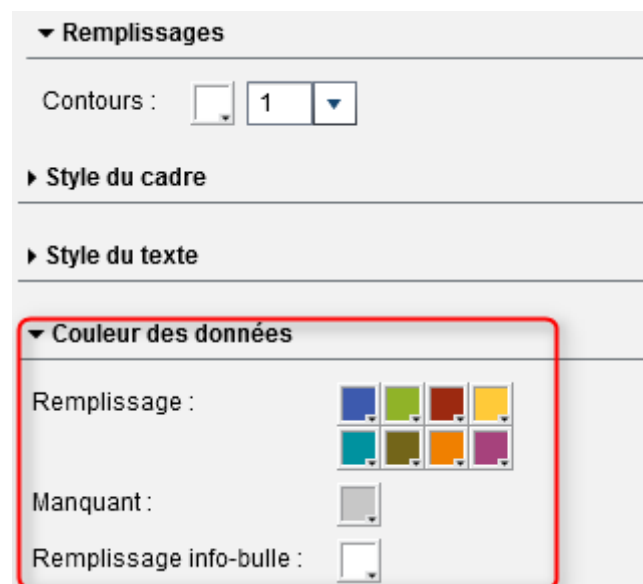 Remplissages
Contours : 1
Style du cadre
Style du texte
Couleur des données
Remplissage :
Manquant :
Remplissage info-bulle :